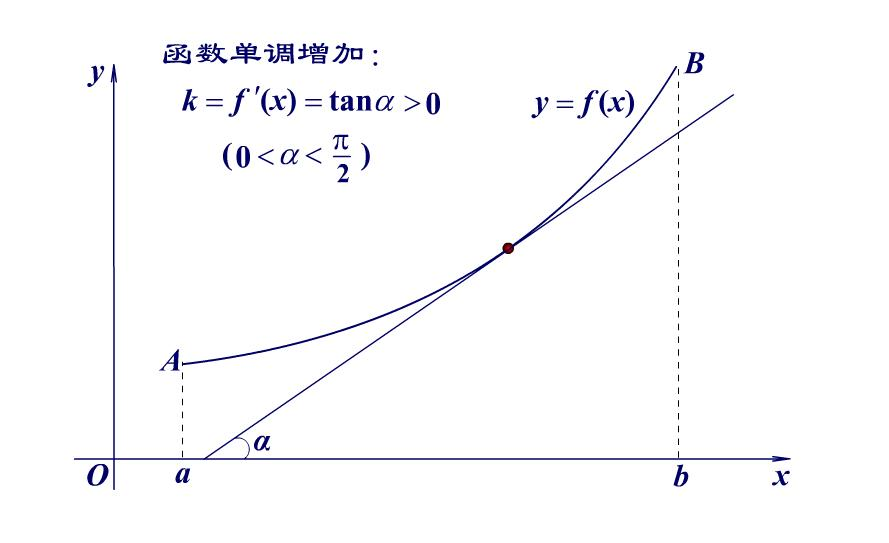 函数单调增加:
k = f ′(x) = tanα > 0
(0 < α < π/2)
y = f(x)
B
y
A
α
O
a
b
x